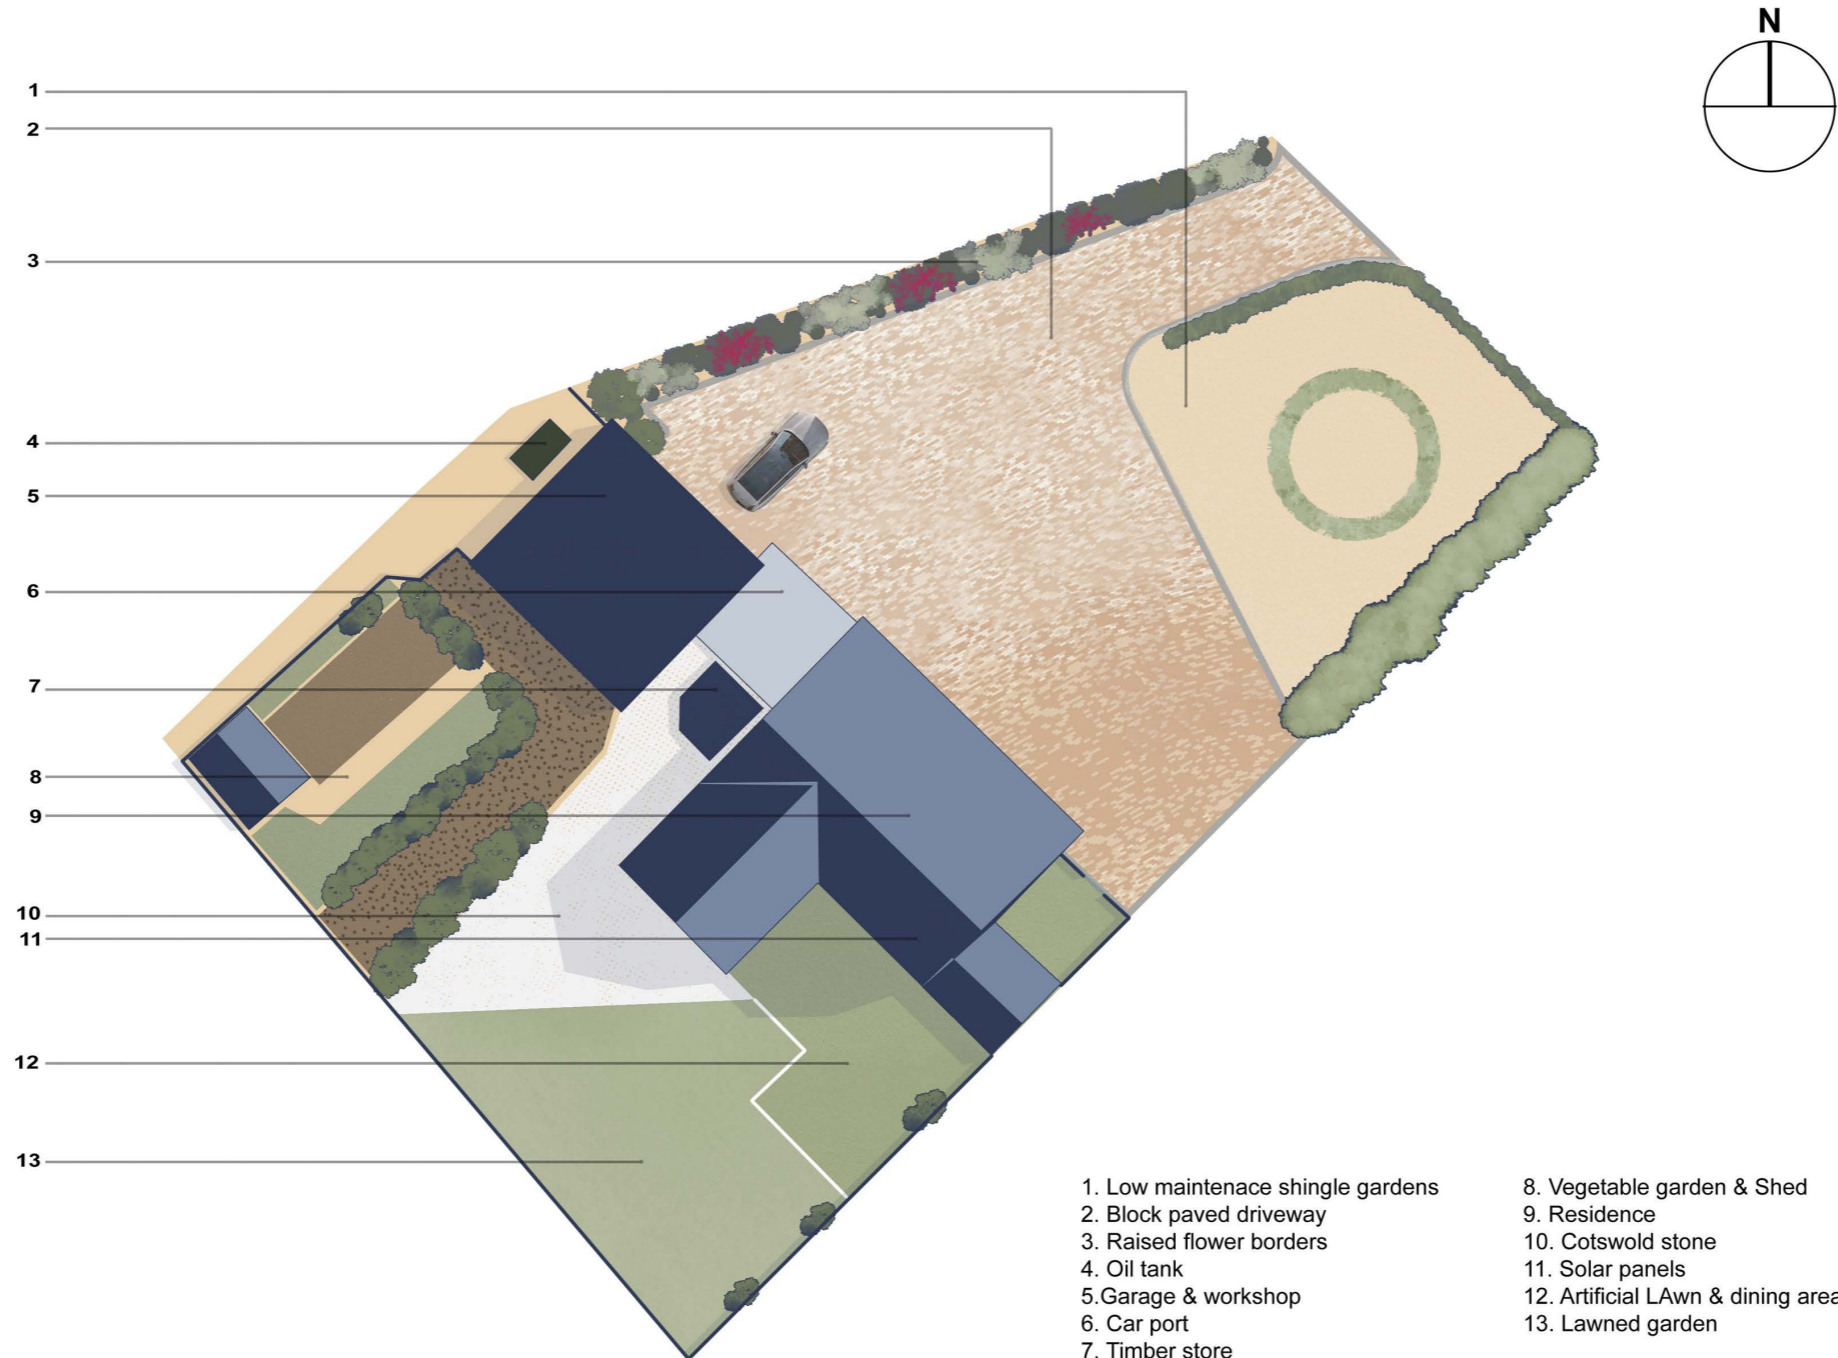 N
1
2
3
4
5
6
7
8
9
10
11
12
13
1. Low maintenace shingle gardens
2. Block paved driveway
3. Raised flower borders
4. Oil tank
5.Garage & workshop
6. Car port
7. Timber store
8. Vegetable garden & Shed
9. Residence
10. Cotswold stone
11. Solar panels
12. Artificial LAwn & dining area
13. Lawned garden